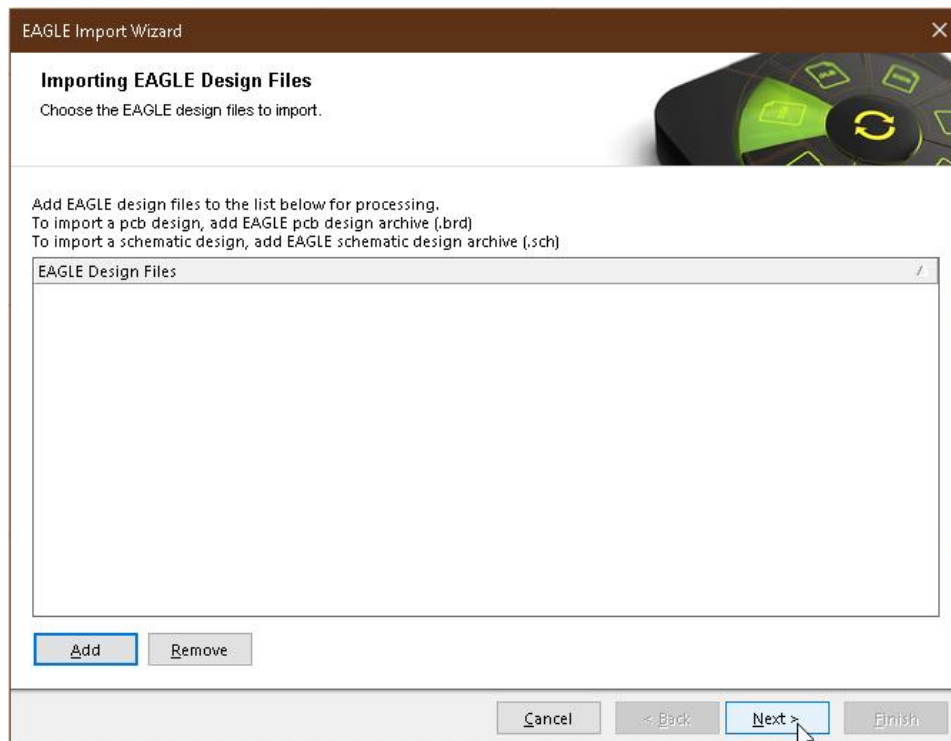 EAGLE Import Wizard
Importing EAGLE Design Files
Choose the EAGLE design files to import.
Add EAGLE design files to the list below for processing.
To import a pcb design, add EAGLE pcb design archive (.brd)
To import a schematic design, add EAGLE schematic design archive (.sch)
EAGLE Design Files
Add
Remove
Cancel
< Back
Next >
Finish